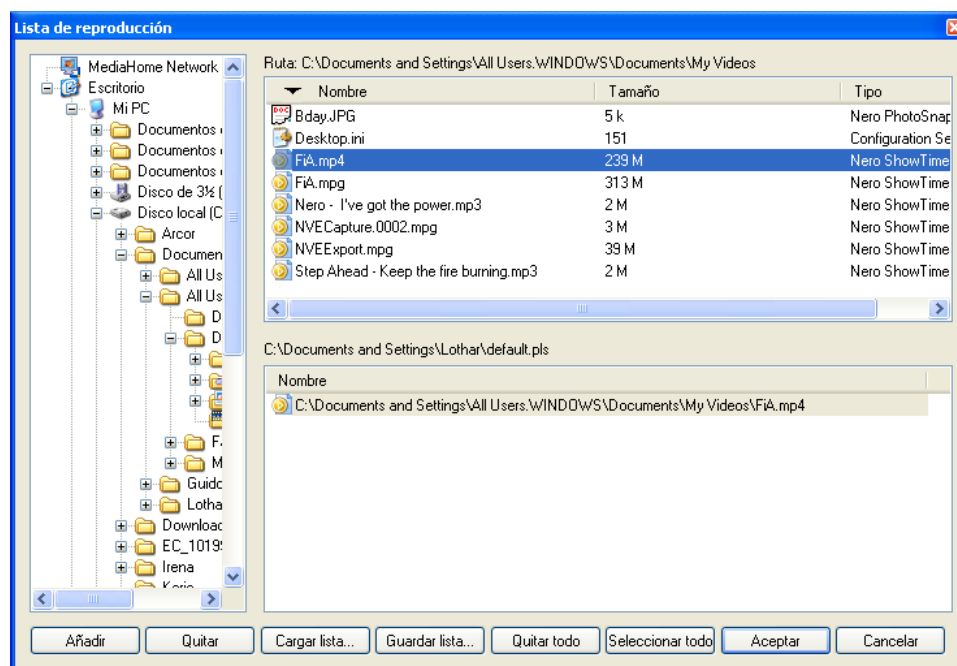 Lista de reproducción
MediaHome Network
Escritorio
Mi PC
Documentos
Documentos
Documentos
Disco de 3½ (
Disco local (C
Arcor
Documen
All Us
All Us
D
D
F
M
Guido
Lotha
Download
EC_1019
Irena
Ruta: C:\Documents and Settings\All Users.WINDOWS\Documents\My Videos
Nombre Tamaño Tipo
Bday.JPG 5 k Nero PhotoSnap
Desktop.ini 151 Configuration Se
FiA.mp4 239 M Nero ShowTime
FiA.mpg 313 M Nero ShowTime
Nero - I've got the power.mp3 2 M Nero ShowTime
NVECapture.0002.mpg 3 M Nero ShowTime
NVEExport.mpg 39 M Nero ShowTime
Step Ahead - Keep the fire burning.mp3 2 M Nero ShowTime
C:\Documents and Settings\Lothar\default.pls
Nombre
C:\Documents and Settings\All Users.WINDOWS\Documents\My Videos\FiA.mp4
Añadir Quitar Cargar lista... Guardar lista... Quitar todo Seleccionar todo Aceptar Cancelar